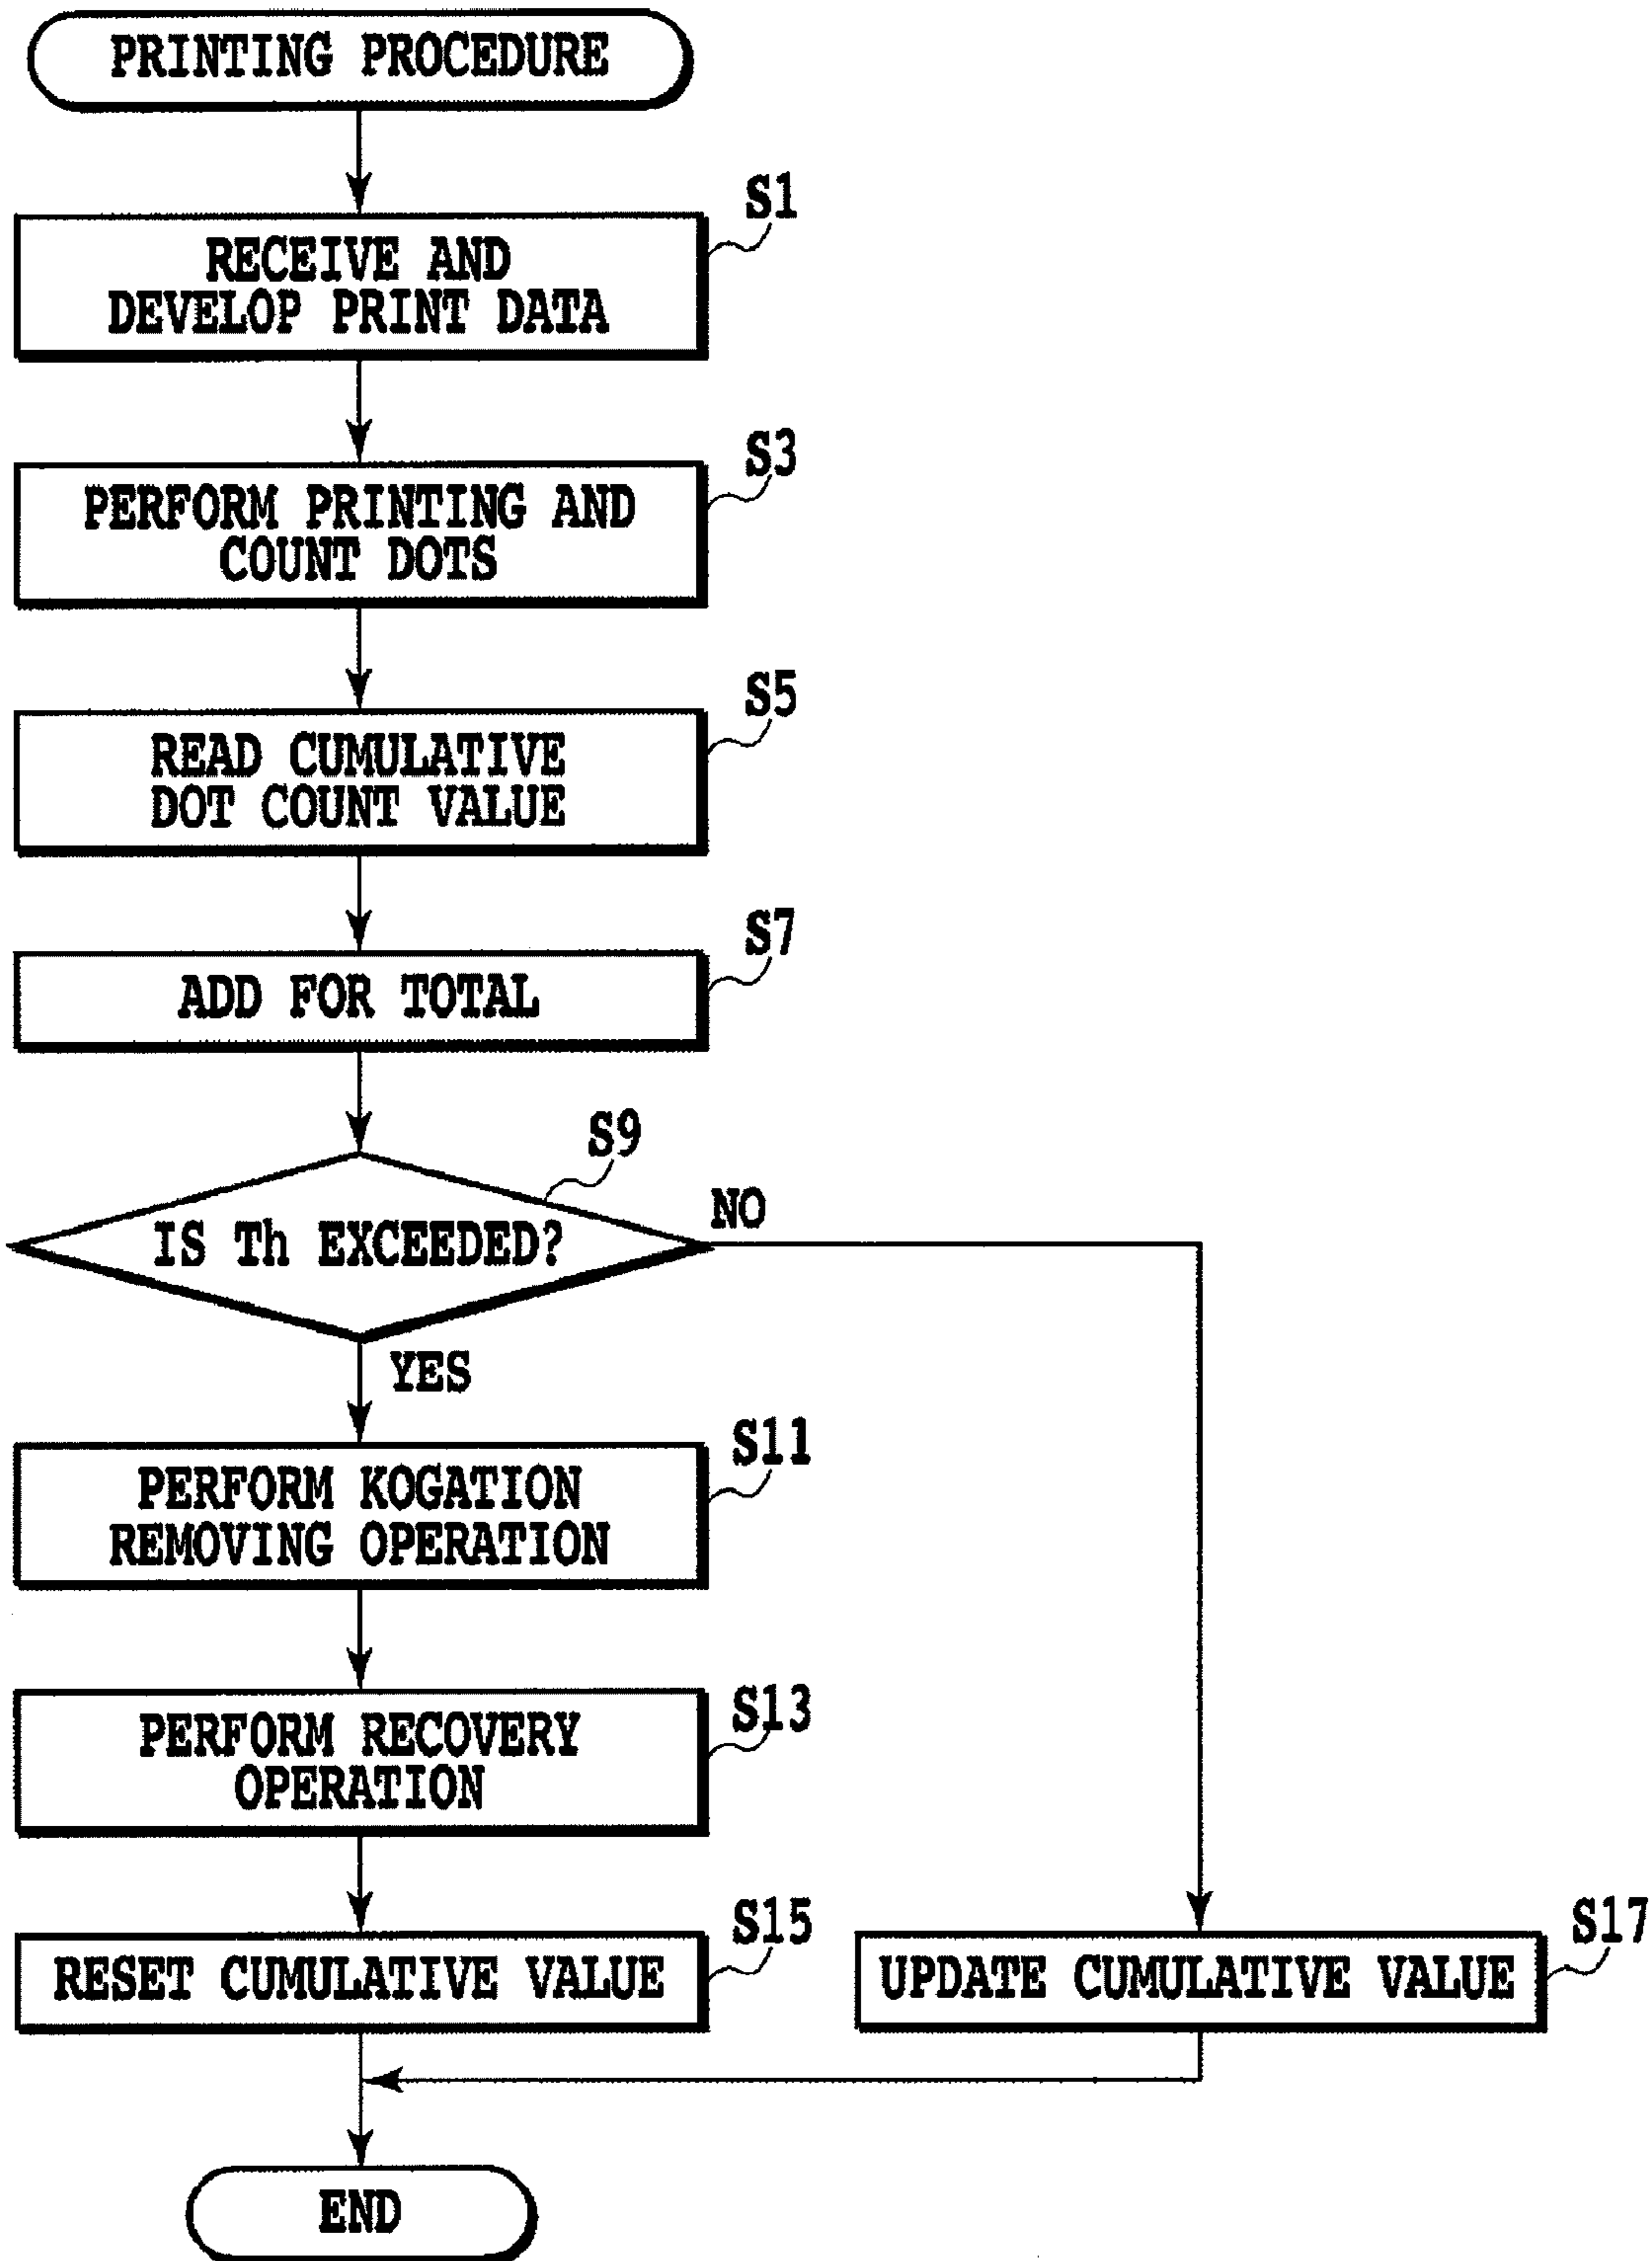 PRINTING PROCEDURE
S1
RECEIVE AND
DEVELOP PRINT DATA
S3
PERFORM PRINTING AND
COUNT DOTS
S5
READ CUMULATIVE
DOT COUNT VALUE
S7
ADD FOR TOTAL
S9
IS Th EXCEEDED?
NO
YES
S11
PERFORM KOGATION
REMOVING OPERATION
S13
PERFORM RECOVERY
OPERATION
S15
RESET CUMULATIVE VALUE
S17
UPDATE CUMULATIVE VALUE
END